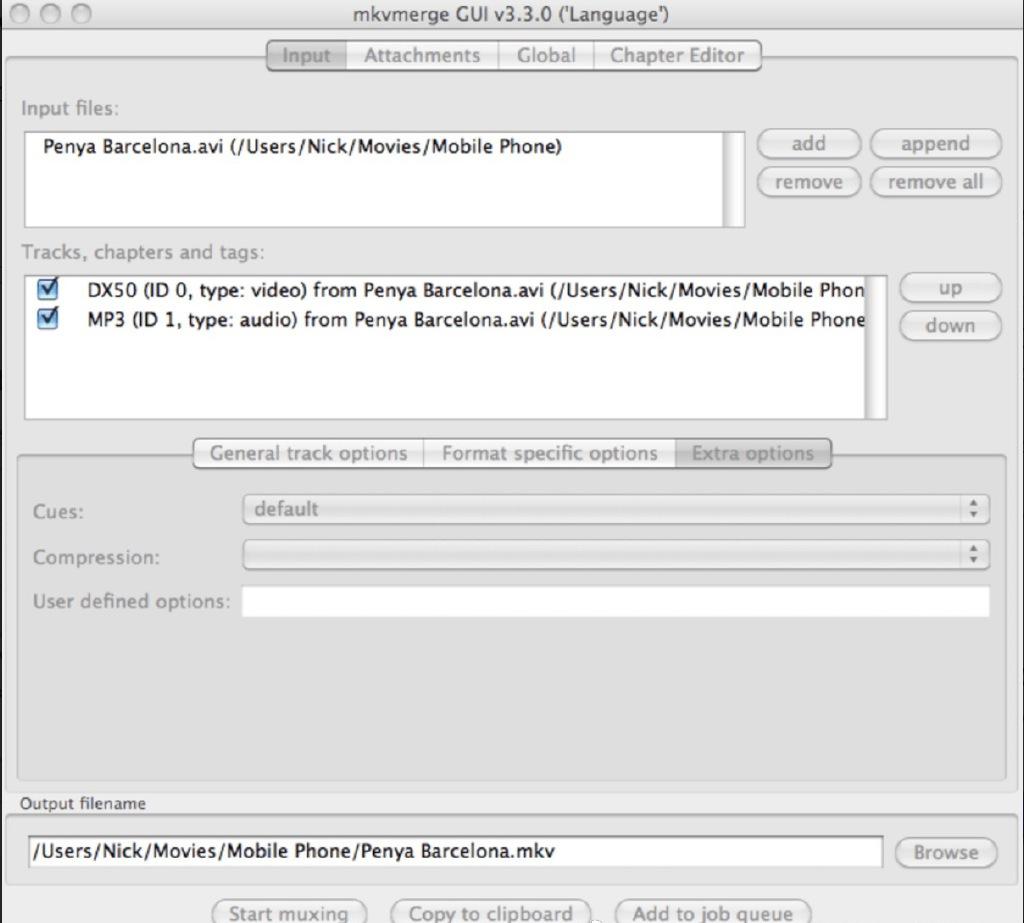 mkvmerge GUI v3.3.0 ('Language')
Input Attachments Global Chapter Editor
Input files:
Penya Barcelona.avi (/Users/Nick/Movies/Mobile Phone)
add append
remove remove all
Tracks, chapters and tags:
DX50 (ID 0, type: video) from Penya Barcelona.avi (/Users/Nick/Movies/Mobile Phon
up
MP3 (ID 1, type: audio) from Penya Barcelona.avi (/Users/Nick/Movies/Mobile Phone
down
General track options Format specific options Extra options
Cues: default
Compression:
User defined options:
Output filename
/Users/Nick/Movies/Mobile Phone/Penya Barcelona.mkv Browse
Start muxing Copy to clipboard Add to job queue